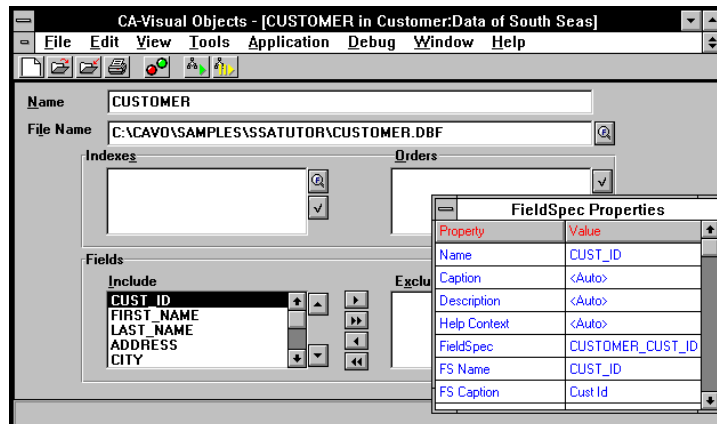 CA-Visual Objects - [CUSTOMER in Customer:Data of South Seas]
File Edit View Tools Application Debug Window Help
Name CUSTOMER
File Name C:\CAVO\SAMPLES\SSATUTOR\CUSTOMER.DBF
Indexes Orders
FieldSpec Properties
Property Value
Name CUST_ID
Caption <Auto>
Description <Auto>
Help Context <Auto>
FieldSpec CUSTOMER_CUST_ID
FS Name CUST_ID
FS Caption Cust Id
Fields
Include Exclu
CUST_ID
FIRST_NAME
LAST_NAME
ADDRESS
CITY